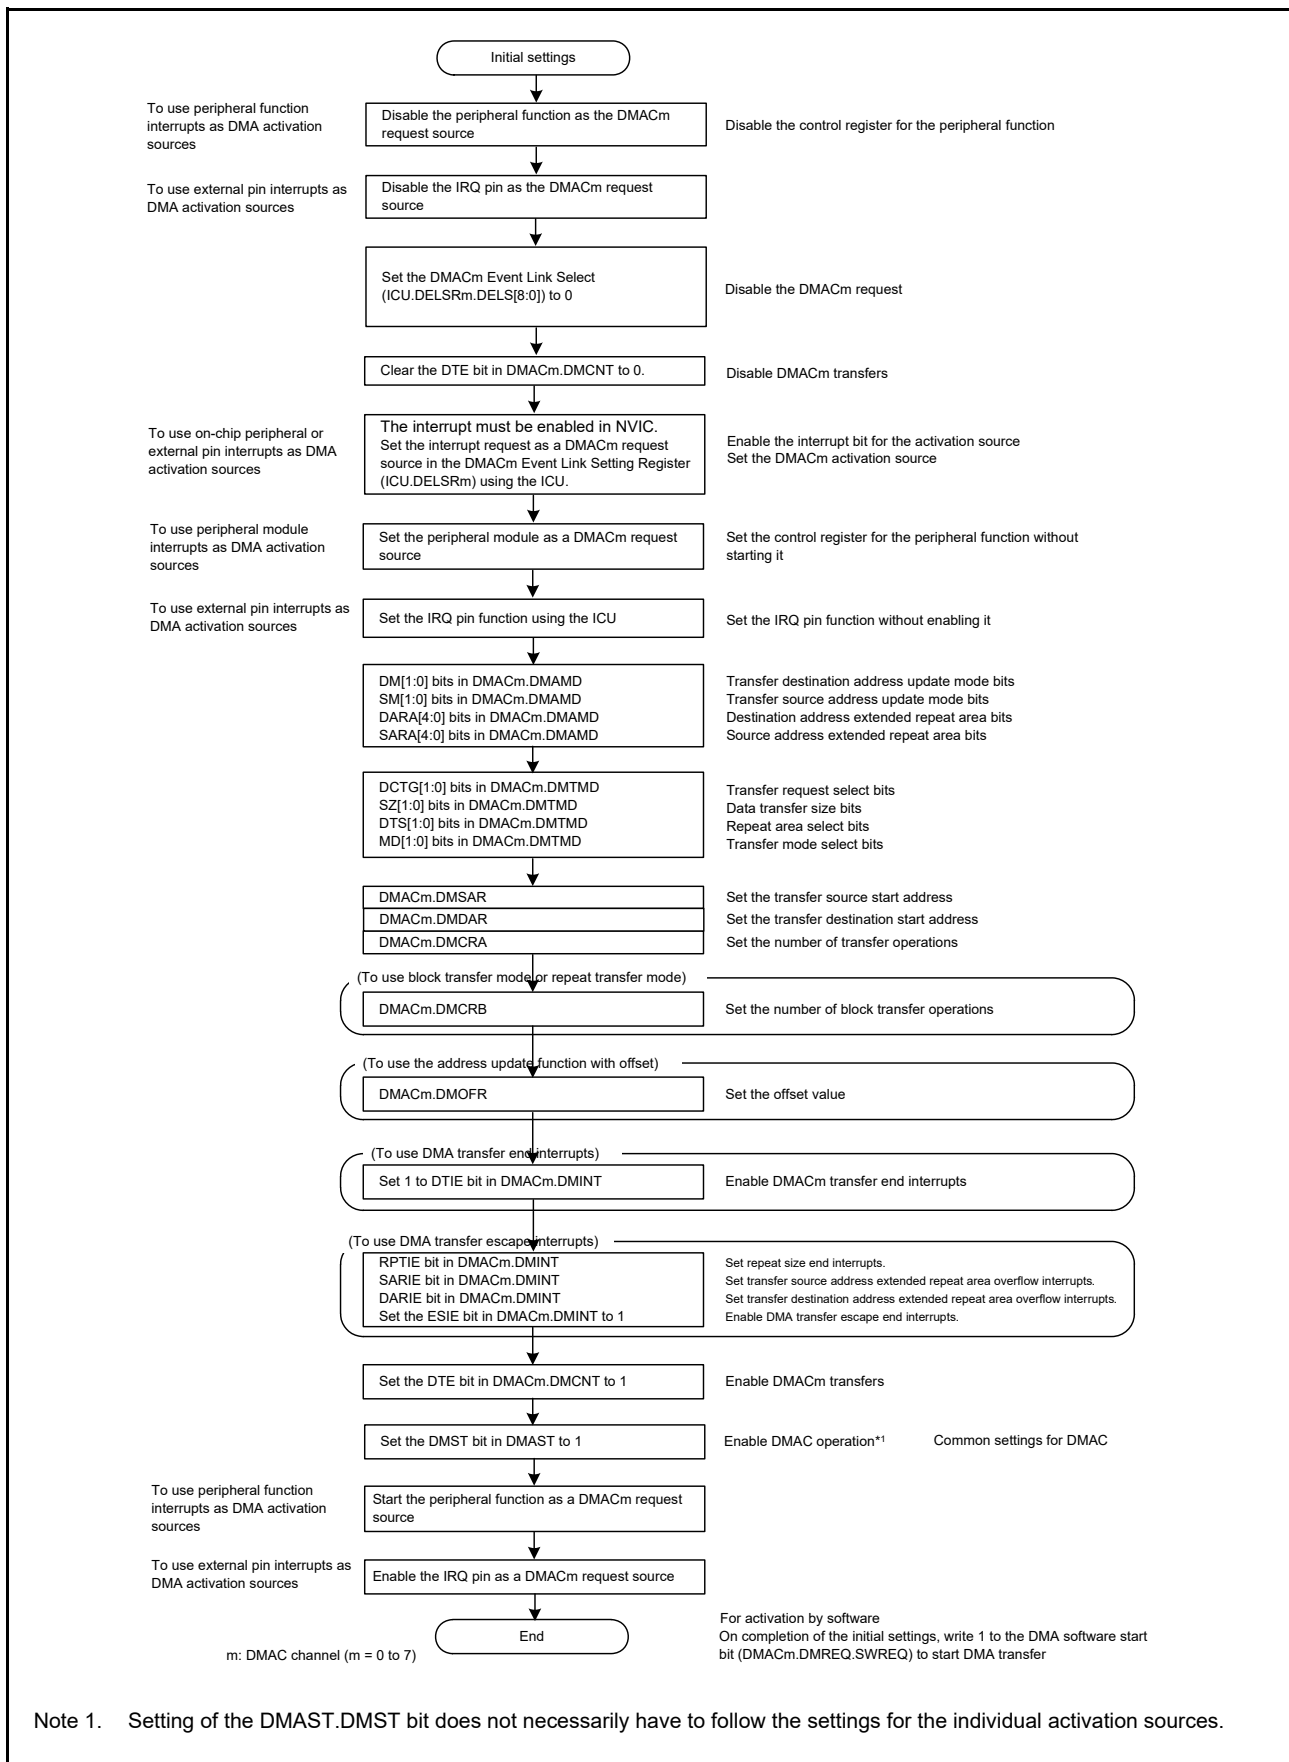 Initial settings
To use peripheral function
interrupts as DMA activation
sources
Disable the peripheral function as the DMACm
request source
Disable the control register for the peripheral function
To use external pin interrupts as
DMA activation sources
Disable the IRQ pin as the DMACm request
source
Set the DMACm Event Link Select
(ICU.DELSRm.DELS[8:0]) to 0
Disable the DMACm request
Clear the DTE bit in DMACm.DMCNT to 0.
Disable DMACm transfers
To use on-chip peripheral or
external pin interrupts as DMA
activation sources
The interrupt must be enabled in NVIC.
Set the interrupt request as a DMACm request
source in the DMACm Event Link Setting Register
(ICU.DELSRm) using the ICU.
Enable the interrupt bit for the activation source
Set the DMACm activation source
To use peripheral module
interrupts as DMA activation
sources
Set the peripheral module as a DMACm request
source
Set the control register for the peripheral function without
starting it
To use external pin interrupts as
DMA activation sources
Set the IRQ pin function using the ICU
Set the IRQ pin function without enabling it
DM[1:0] bits in DMACm.DMAMD
SM[1:0] bits in DMACm.DMAMD
DARA[4:0] bits in DMACm.DMAMD
SARA[4:0] bits in DMACm.DMAMD
Transfer destination address update mode bits
Transfer source address update mode bits
Destination address extended repeat area bits
Source address extended repeat area bits
DCTG[1:0] bits in DMACm.DMTMD
SZ[1:0] bits in DMACm.DMTMD
DTS[1:0] bits in DMACm.DMTMD
MD[1:0] bits in DMACm.DMTMD
Transfer request select bits
Data transfer size bits
Repeat area select bits
Transfer mode select bits
DMACm.DMSAR
Set the transfer source start address
DMACm.DMDAR
Set the transfer destination start address
DMACm.DMCRA
Set the number of transfer operations
(To use block transfer mode or repeat transfer mode)
DMACm.DMCRB
Set the number of block transfer operations
(To use the address update function with offset)
DMACm.DMOFR
Set the offset value
(To use DMA transfer end interrupts)
Set 1 to DTIE bit in DMACm.DMINT
Enable DMACm transfer end interrupts
(To use DMA transfer escape interrupts)
RPTIE bit in DMACm.DMINT
SARIE bit in DMACm.DMINT
DARIE bit in DMACm.DMINT
Set the ESIE bit in DMACm.DMINT to 1
Set repeat size end interrupts.
Set transfer source address extended repeat area overflow interrupts.
Set transfer destination address extended repeat area overflow interrupts.
Enable DMA transfer escape end interrupts.
Set the DTE bit in DMACm.DMCNT to 1
Enable DMACm transfers
Set the DMST bit in DMAST to 1
Enable DMAC operation*1
Common settings for DMAC
To use peripheral function
interrupts as DMA activation
sources
Start the peripheral function as a DMACm request
source
To use external pin interrupts as
DMA activation sources
Enable the IRQ pin as a DMACm request source
End
For activation by software
On completion of the initial settings, write 1 to the DMA software start
bit (DMACm.DMREQ.SWREQ) to start DMA transfer
m: DMAC channel (m = 0 to 7)
Note 1. Setting of the DMAST.DMST bit does not necessarily have to follow the settings for the individual activation sources.